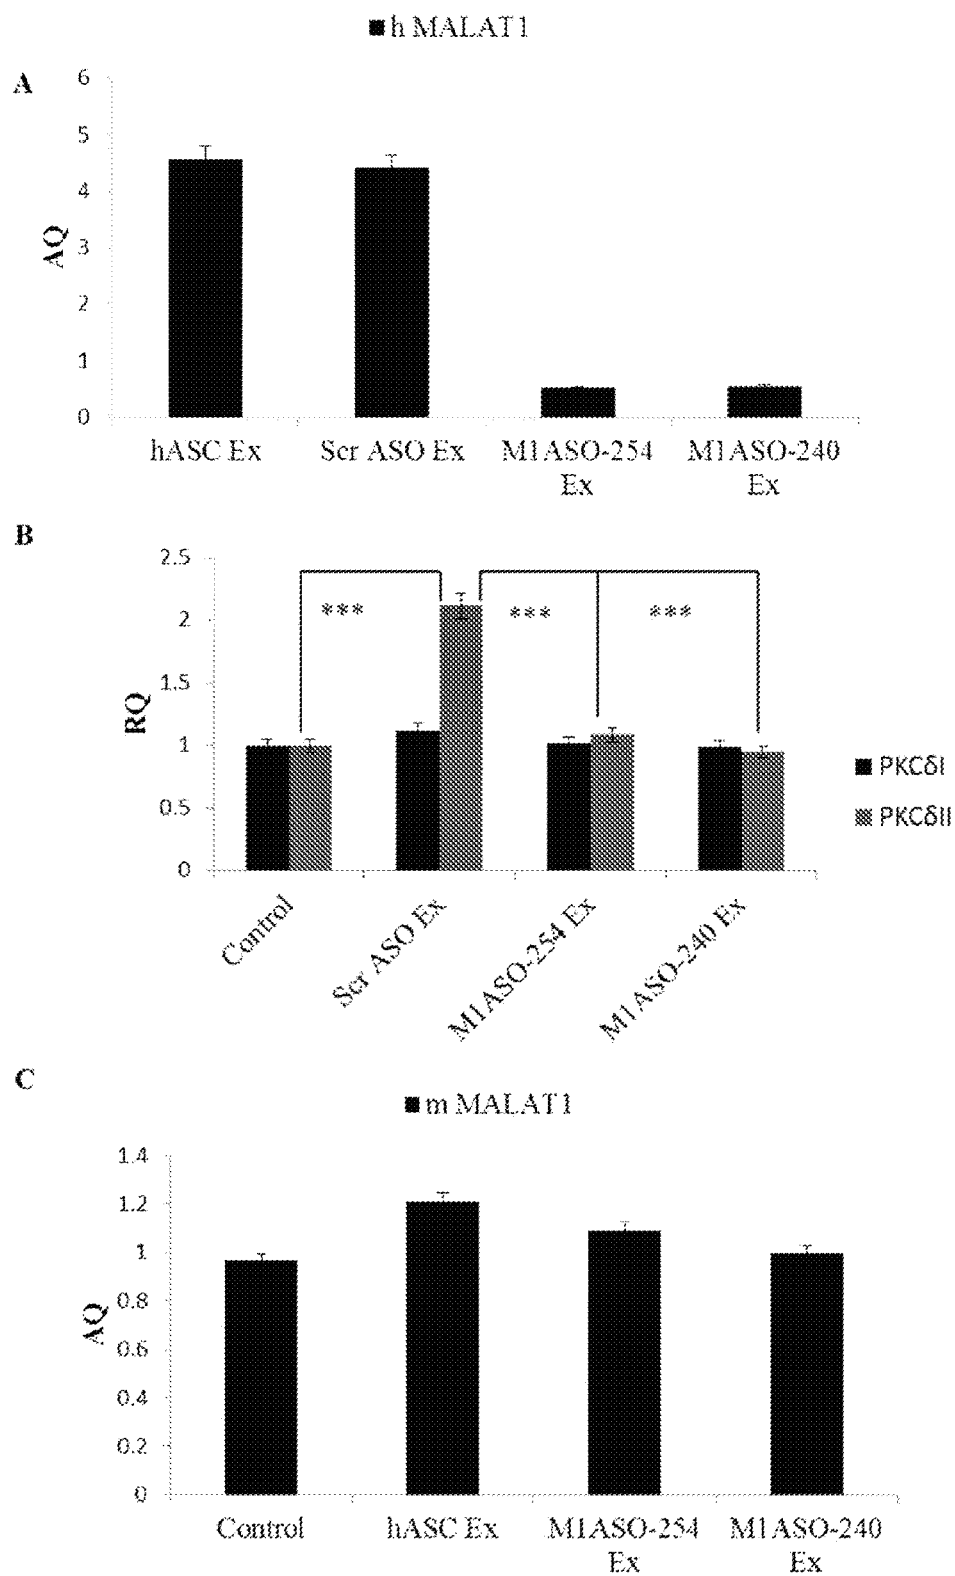 h MALAT1
A
6
5
4
3
2
1
0
AQ
hASC Ex
Scr ASO Ex
M1ASO-254
Ex
M1ASO-240
Ex
B
2.5
2
1.5
1
0.5
0
RQ
***
***
***
PKCδI
PKCδII
Control
Scr ASO Ex
M1ASO-254 Ex
M1ASO-240 Ex
C
m MALAT1
1.4
1.2
1
0.8
0.6
0.4
0.2
0
AQ
Control
hASC Ex
M1ASO-254
Ex
M1ASO-240
Ex